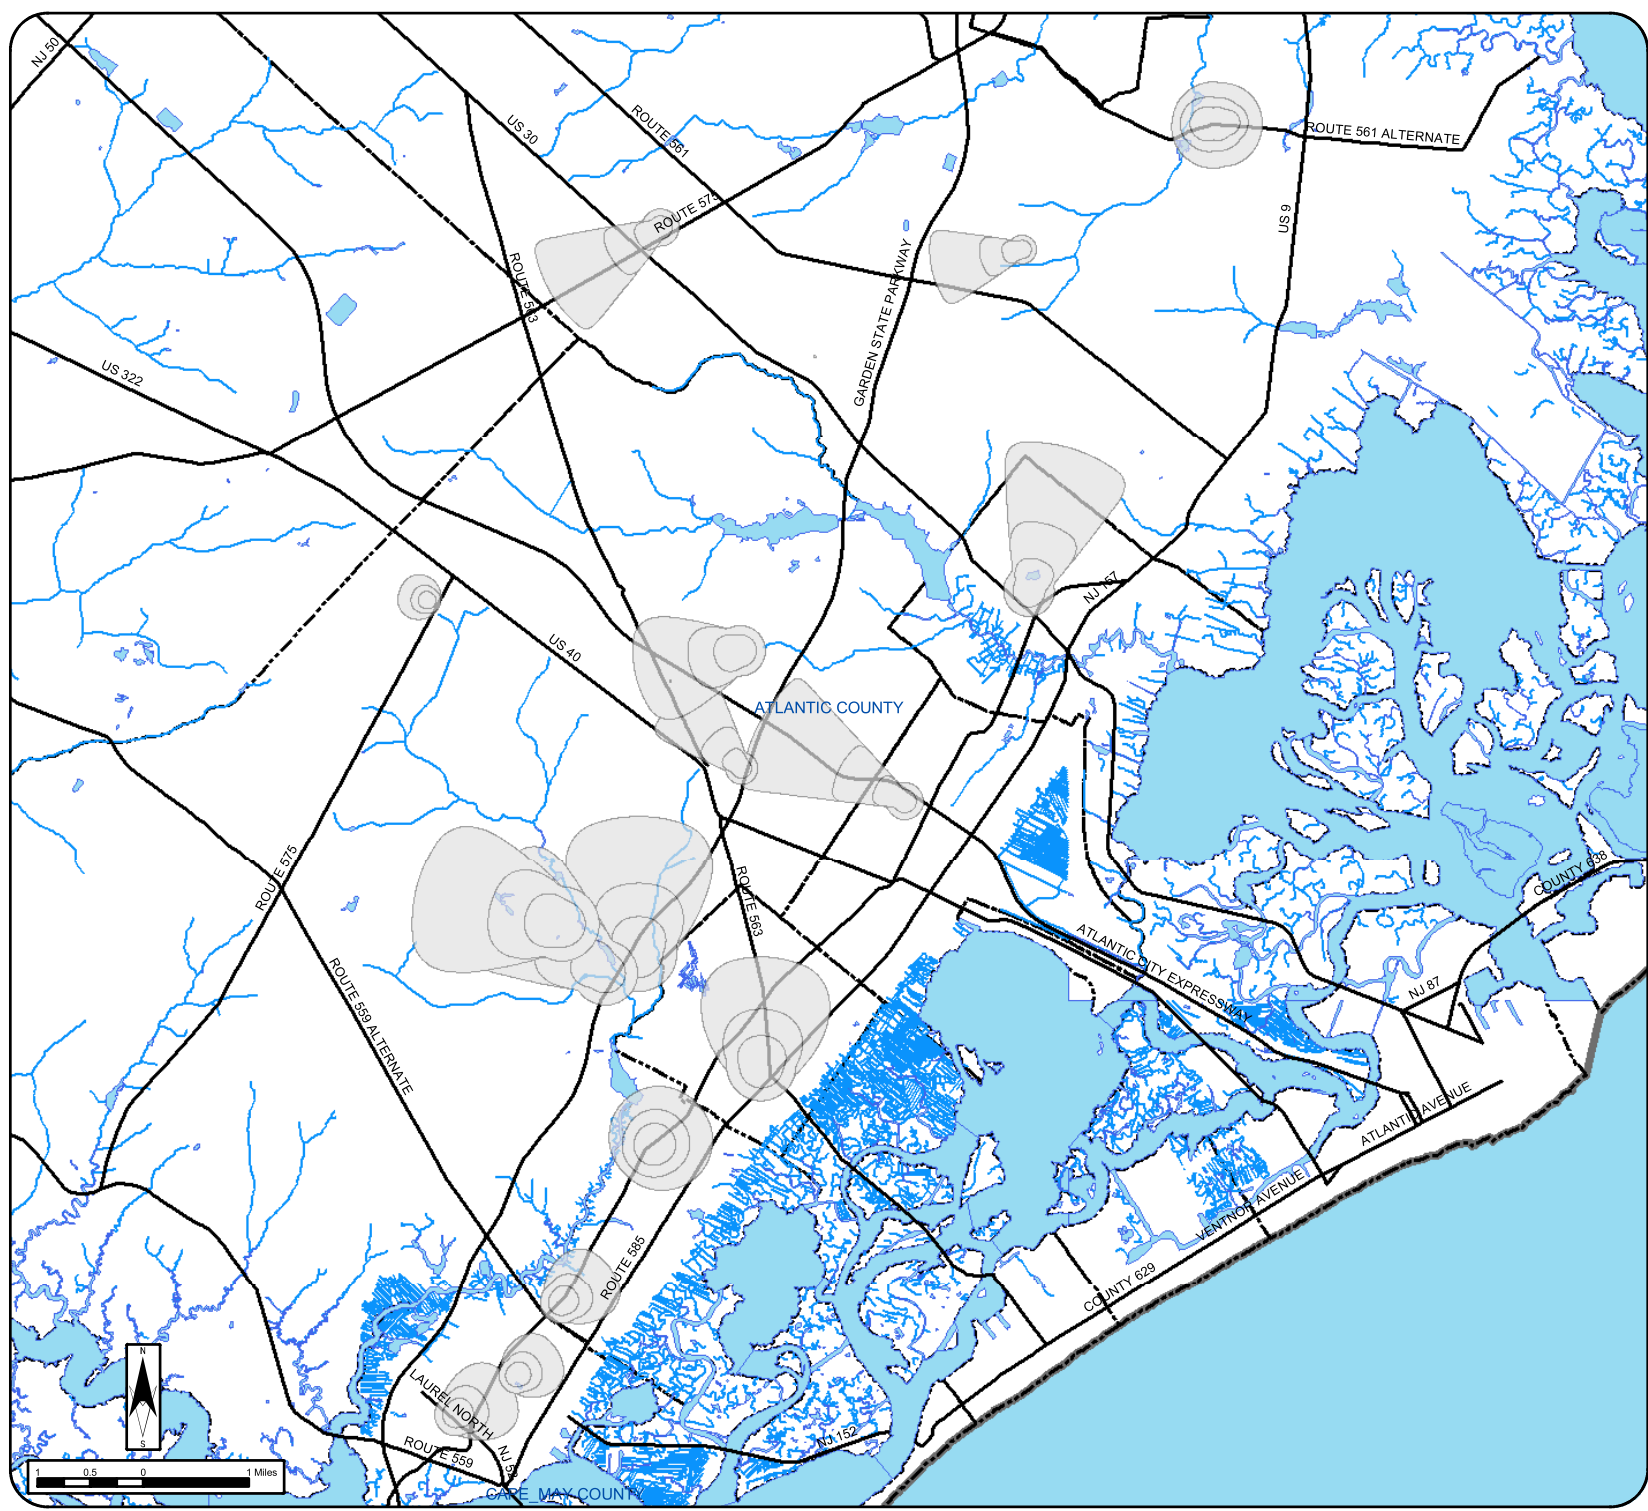 NJ 50
US 30
ROUTE 561
ROUTE 561 ALTERNATE
ROUTE 575
US 9
ROUTE 563
GARDEN STATE PARKWAY
US 322
NJ 157
US 40
ATLANTIC COUNTY
ROUTE 575
ROUTE 563
COUNTY 638
ATLANTIC CITY EXPRESSWAY
NJ 87
ROUTE 559 ALTERNATE
ATLANTIC AVENUE
VENTNOR AVENUE
ROUTE 585
COUNTY 629
N
S
LAUREL NORTH
NJ 152
ROUTE 559
NJ 52
1 0.5 0 1 Miles
CAPE_MAY COUNTY